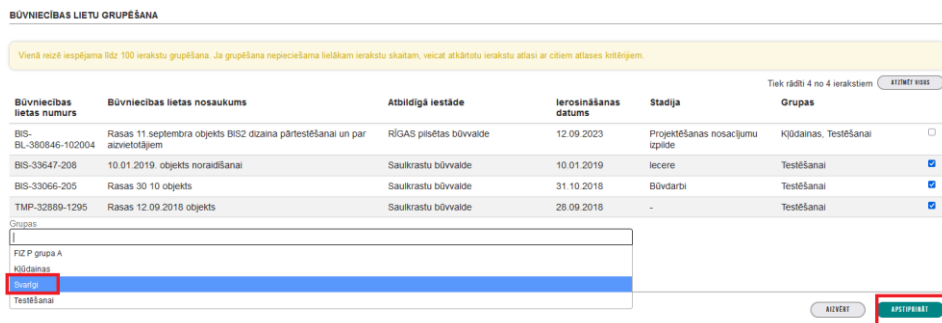 BŪVNIECĪBAS LIETU GRUPĒŠANA
Vienā reizē iespējama līdz 100 ierakstu grupēšana. Ja grupēšana nepieciešama lielākam ierakstu skaitam, veicat atkārtotu ierakstu atlasi ar citiem atlases kritērijiem.
Tiek rādīti 4 no 4 ierakstiem ATZĪMĒT VISUS
Būvniecības lietas numurs Būvniecības lietas nosaukums Atbildīgā iestāde Ierosināšanas datums Stadija Grupas
BIS-BL-380846-102004 Rasas 11.septembra objekts BIS2 dizaina pārtestēšanai un par aizvietotājiem RĪGAS pilsētas būvvalde 12.09.2023 Projektēšanas nosacījumu izpilde Kļūdainas, Testēšanai
BIS-33647-208 10.01.2019. objekts noraidīšanai Saulkrastu būvvalde 10.01.2019 Iecere Testēšanai
BIS-33066-205 Rasas 30 10 objekts Saulkrastu būvvalde 31.10.2018 Būvdarbi Testēšanai
TMP-32889-1295 Rasas 12.09.2018 objekts Saulkrastu būvvalde 28.09.2018 - Testēšanai
Grupas
FIZ P grupa A
Kļūdainas
Svarīgi
Testēšanai
AIZVĒRT APSTIPRINĀT